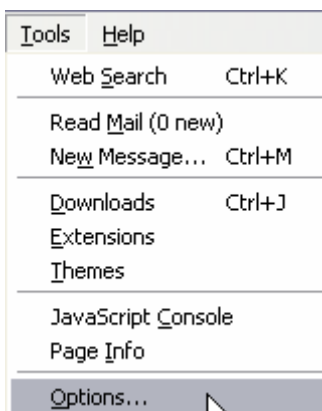 Tools Help
Web Search Ctrl+K
Read Mail (0 new)
New Message... Ctrl+M
Downloads Ctrl+J
Extensions
Themes
JavaScript Console
Page Info
Options...